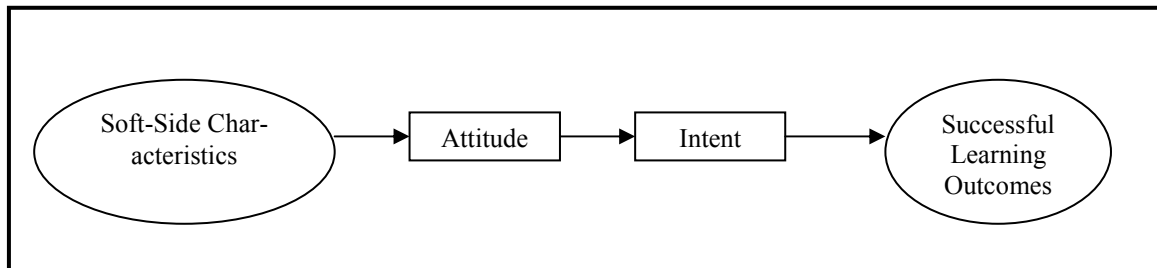 Soft-Side Char-
acteristics
Attitude
Intent
Successful
Learning
Outcomes